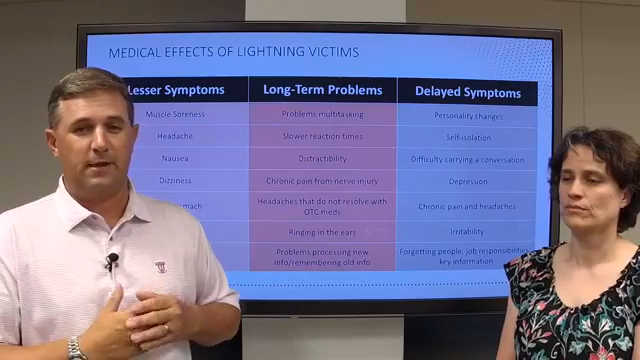 MEDICAL EFFECTS OF LIGHTNING VICTIMS
Lesser Symptoms Long-Term Problems Delayed Symptoms
Muscle Soreness Problems multitasking Personality changes
Headache Slower reaction times Self-isolation
Nausea Distractibility Difficulty carrying a conversation
Dizziness Chronic pain from nerve injury Depression
Headaches that do not resolve with
OTC meds Chronic pain and headaches
Ringing in the ears Irritability
Problems processing new
info/remembering old info
Forgetting people, job responsibilities
key information